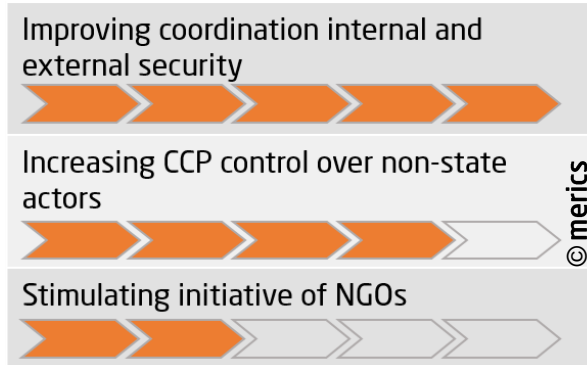 Improving coordination internal and
external security
Increasing CCP control over non-state
actors
© merics
Stimulating initiative of NGOs